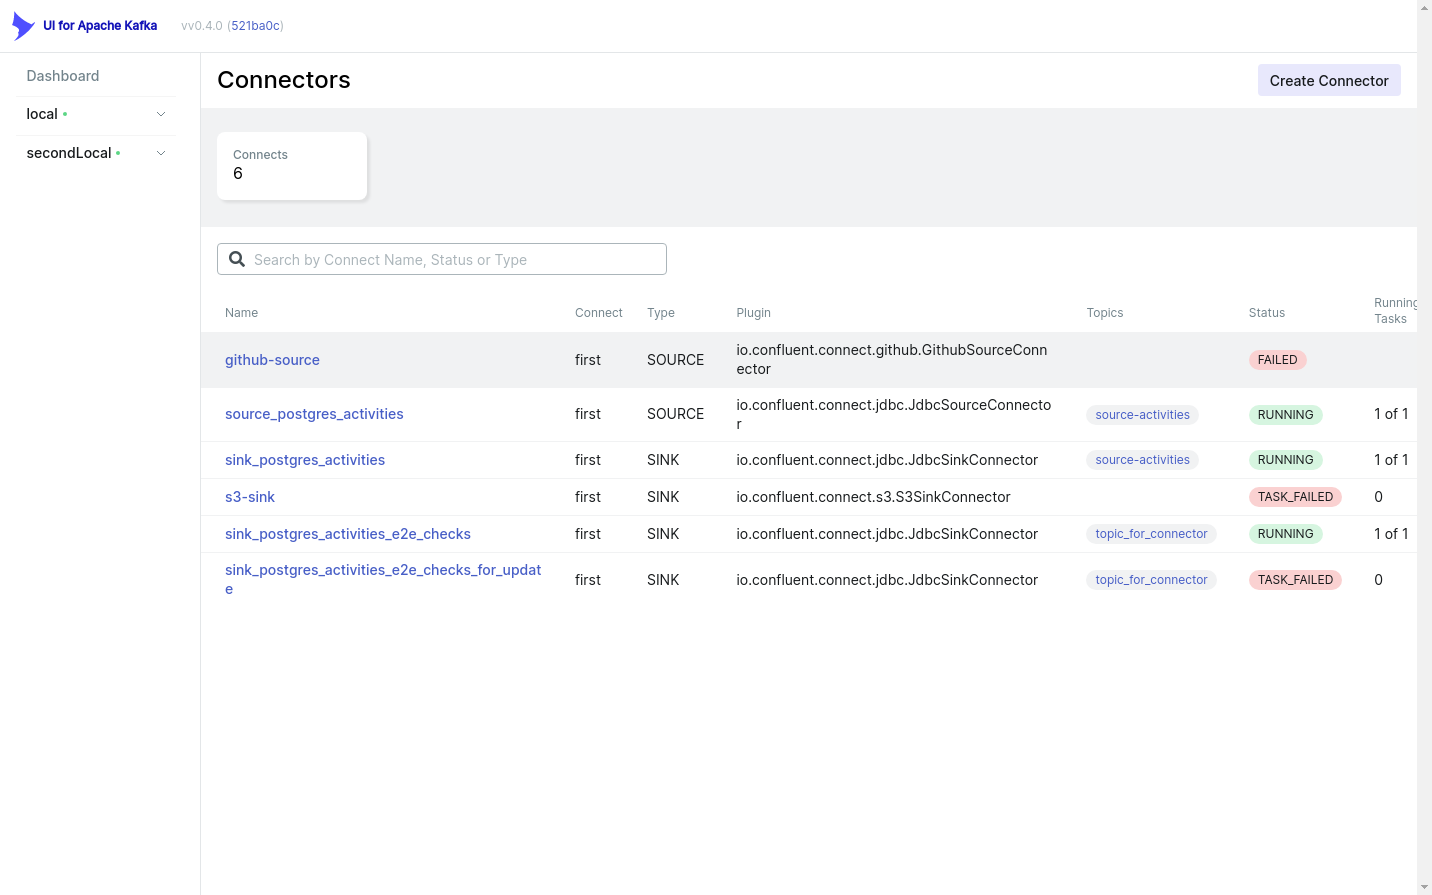 UI for Apache Kafka vv0.4.0 (521ba0c)
Dashboard
local
secondLocal
Connectors
Create Connector
Connects
6
Search by Connect Name, Status or Type
Name Connect Type Plugin Topics Status Running
Tasks
github-source first SOURCE io.confluent.connect.github.GithubSourceConn
ector FAILED
source_postgres_activities first SOURCE io.confluent.connect.jdbc.JdbcSourceConnecto
r source-activities RUNNING 1 of 1
sink_postgres_activities first SINK io.confluent.connect.jdbc.JdbcSinkConnector source-activities RUNNING 1 of 1
s3-sink first SINK io.confluent.connect.s3.S3SinkConnector TASK_FAILED 0
sink_postgres_activities_e2e_checks first SINK io.confluent.connect.jdbc.JdbcSinkConnector topic_for_connector RUNNING 1 of 1
sink_postgres_activities_e2e_checks_for_updat
e first SINK io.confluent.connect.jdbc.JdbcSinkConnector topic_for_connector TASK_FAILED 0